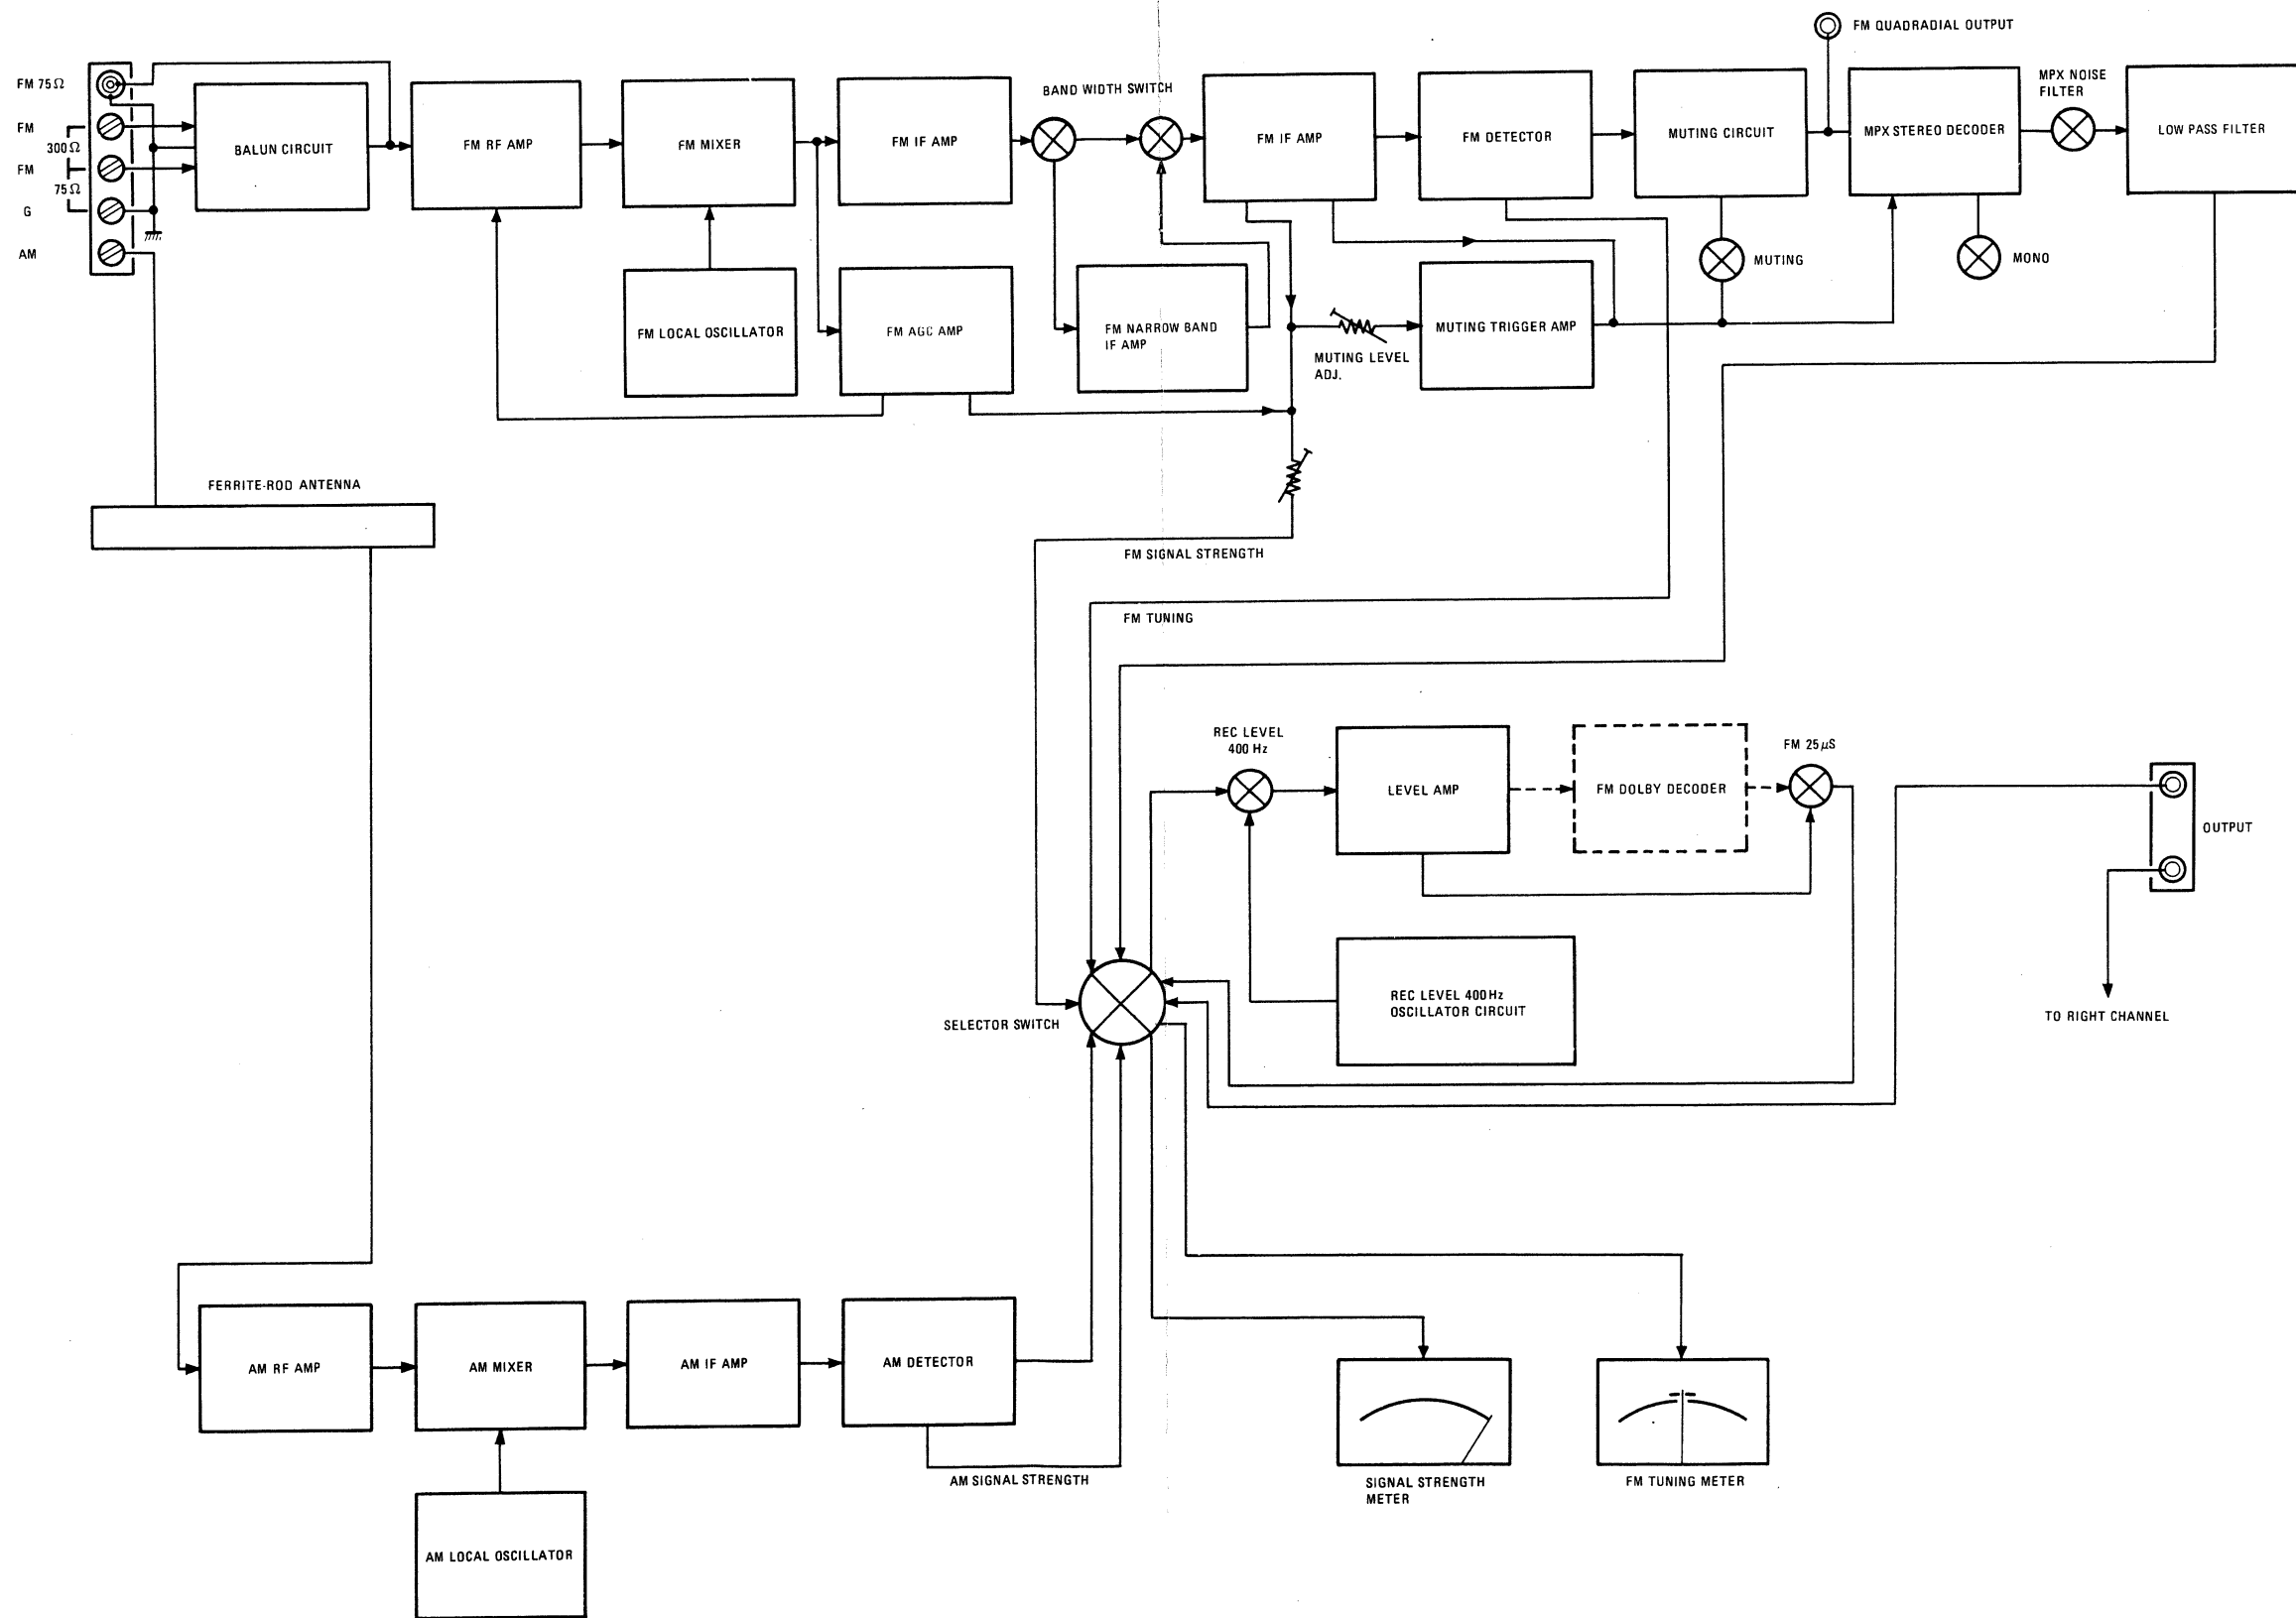 FM QUADRADIAL OUTPUT
FM 75Ω
FM
300Ω
FM
75Ω
G
AM
BALUN CIRCUIT
FM RF AMP
FM MIXER
FM IF AMP
BAND WIDTH SWITCH
FM IF AMP
FM DETECTOR
MUTING CIRCUIT
MPX STEREO DECODER
MPX NOISE
FILTER
LOW PASS FILTER
FM LOCAL OSCILLATOR
FM AGC AMP
FM NARROW BAND
IF AMP
MUTING LEVEL
ADJ.
MUTING TRIGGER AMP
MUTING
MONO
FERRITE-ROD ANTENNA
FM SIGNAL STRENGTH
FM TUNING
REC LEVEL
400 Hz
LEVEL AMP
FM DOLBY DECODER
FM 25µS
OUTPUT
SELECTOR SWITCH
REC LEVEL 400Hz
OSCILLATOR CIRCUIT
TO RIGHT CHANNEL
AM RF AMP
AM MIXER
AM IF AMP
AM DETECTOR
AM SIGNAL STRENGTH
SIGNAL STRENGTH
METER
FM TUNING METER
AM LOCAL OSCILLATOR